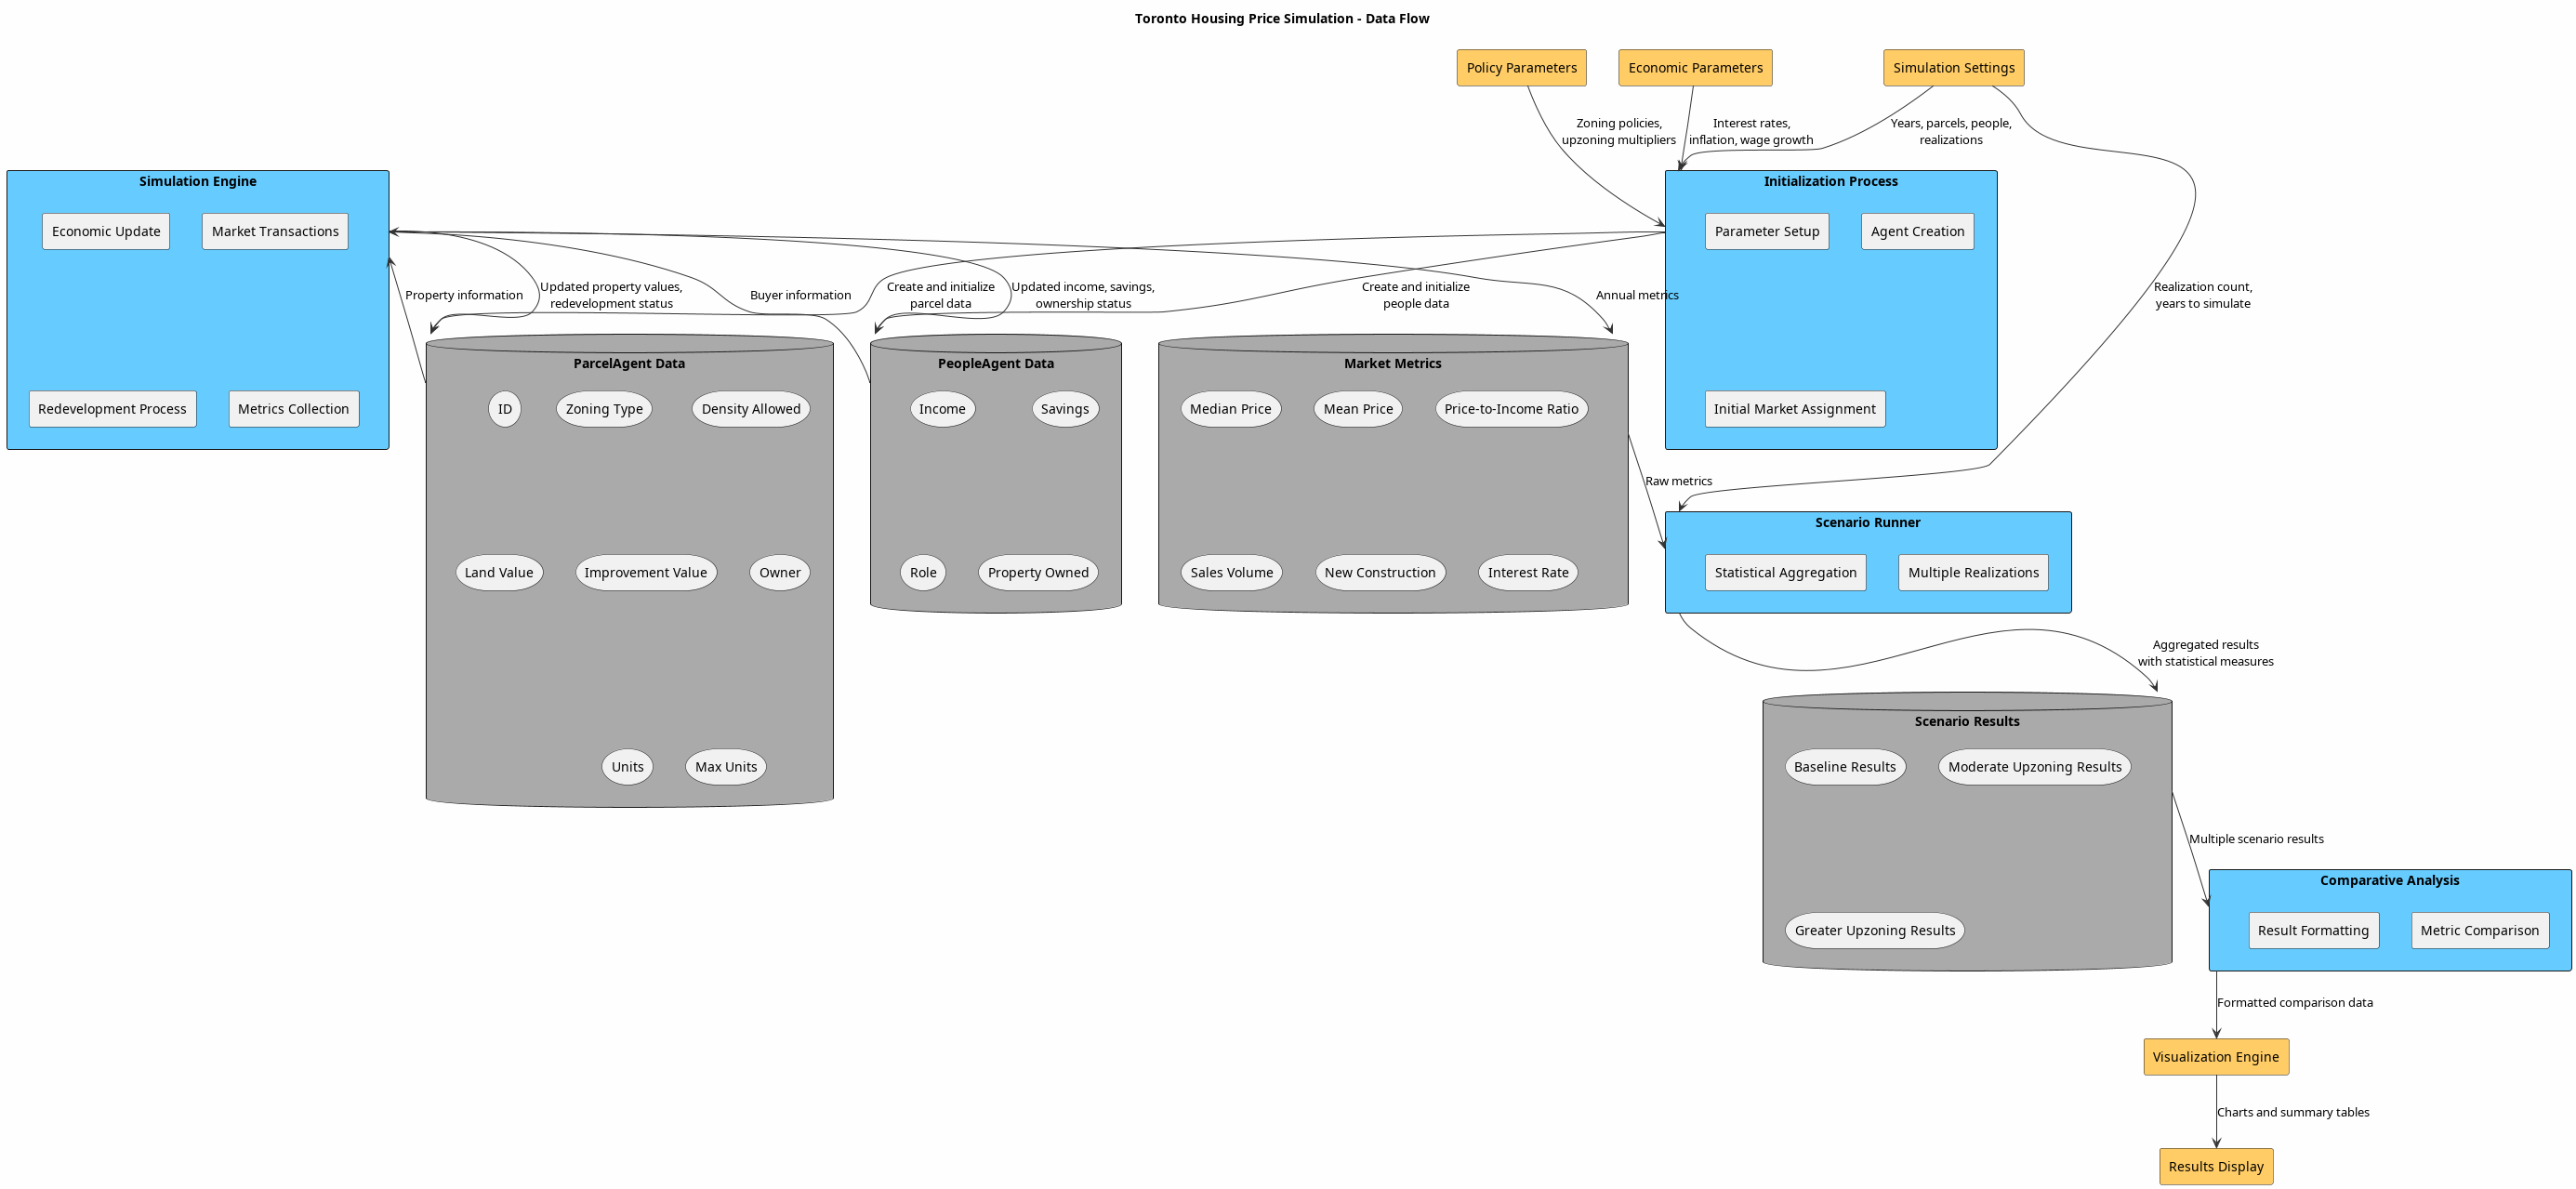 Toronto Housing Price Simulation - Data Flow
Policy Parameters
Economic Parameters
Simulation Settings
Zoning policies,
upzoning multipliers
Interest rates,
inflation, wage growth
Years, parcels, people,
realizations
Simulation Engine
Economic Update
Market Transactions
Redevelopment Process
Metrics Collection
Initialization Process
Parameter Setup
Agent Creation
Initial Market Assignment
Property information
Updated property values,
redevelopment status
Buyer information
Create and initialize
parcel data
Updated income, savings,
ownership status
Create and initialize
people data
Annual metrics
Realization count,
years to simulate
ParcelAgent Data
ID
Zoning Type
Density Allowed
Land Value
Improvement Value
Owner
Units
Max Units
PeopleAgent Data
Income
Savings
Role
Property Owned
Market Metrics
Median Price
Mean Price
Price-to-Income Ratio
Sales Volume
New Construction
Interest Rate
Raw metrics
Scenario Runner
Statistical Aggregation
Multiple Realizations
Aggregated results
with statistical measures
Scenario Results
Baseline Results
Moderate Upzoning Results
Greater Upzoning Results
Multiple scenario results
Comparative Analysis
Result Formatting
Metric Comparison
Formatted comparison data
Visualization Engine
Charts and summary tables
Results Display